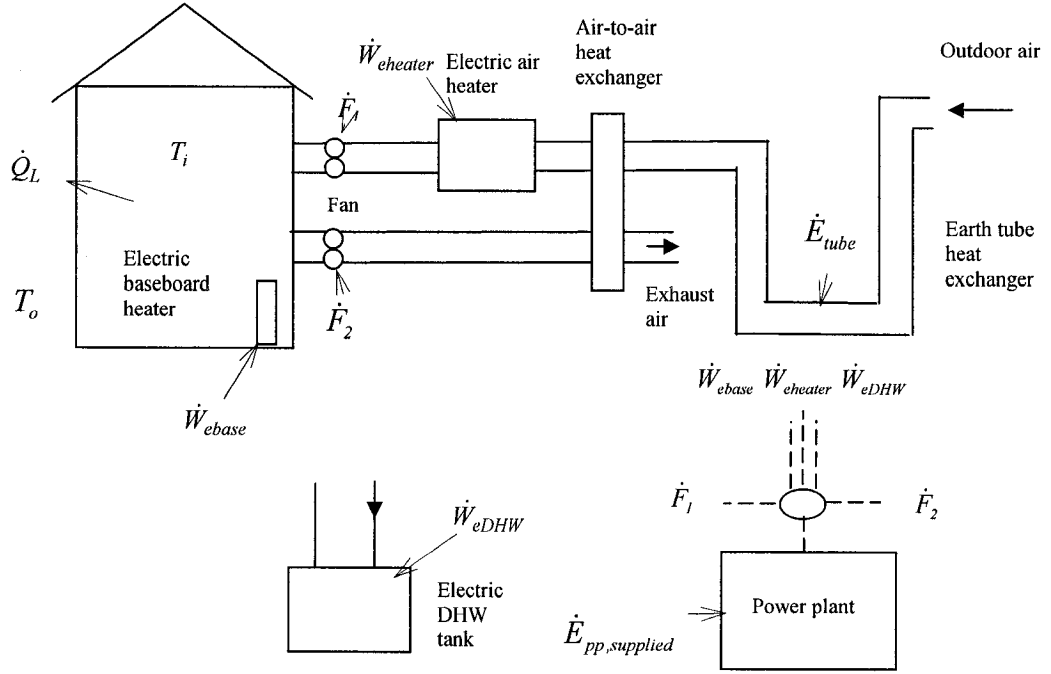 Air-to-air
heat
exchanger
Ẇ_eheater
Electric air
heater
Outdoor air
Ḟ_1
T_i
Q̇_L
Fan
Ė_tube
Earth tube
heat
exchanger
Electric
baseboard
heater
T_o
Ḟ_2
Exhaust
air
Ẇ_ebase
Ẇ_ebase Ẇ_eheater Ẇ_eDHW
Ḟ_1
Ḟ_2
Ẇ_eDHW
Electric
DHW
tank
Power plant
Ė_pp,supplied